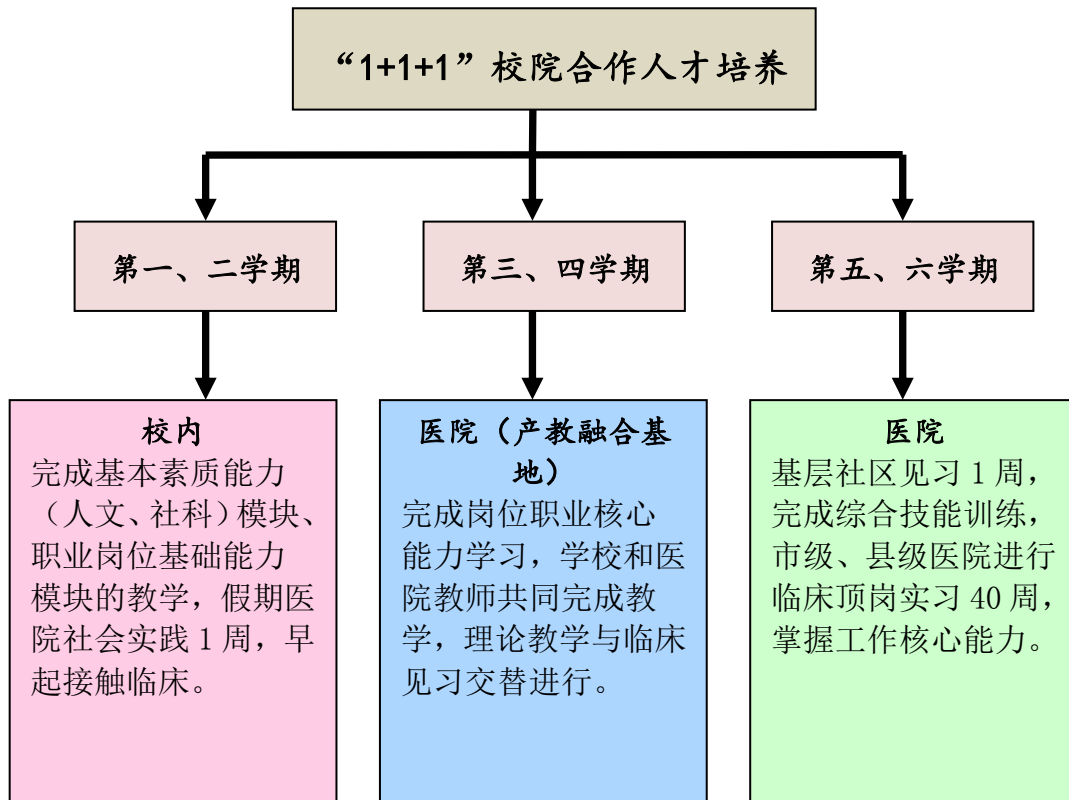 “1+1+1”校院合作人才培养
第一、二学期
第三、四学期
第五、六学期
校内
完成基本素质能力
（人文、社科）模块、
职业岗位基础能力
模块的教学，假期医
院社会实践 1 周，早
起接触临床。
医院（产教融合基
地）
完成岗位职业核心
能力学习，学校和医
院教师共同完成教
学，理论教学与临床
见习交替进行。
医院
基层社区见习 1 周，
完成综合技能训练，
市级、县级医院进行
临床顶岗实习 40 周，
掌握工作核心能力。